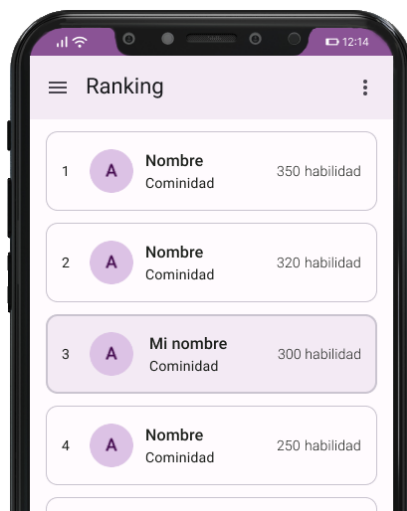 12:14
Ranking
1
A
Nombre
Cominidad
350 habilidad
2
A
Nombre
Cominidad
320 habilidad
3
A
Mi nombre
Cominidad
300 habilidad
4
A
Nombre
Cominidad
250 habilidad